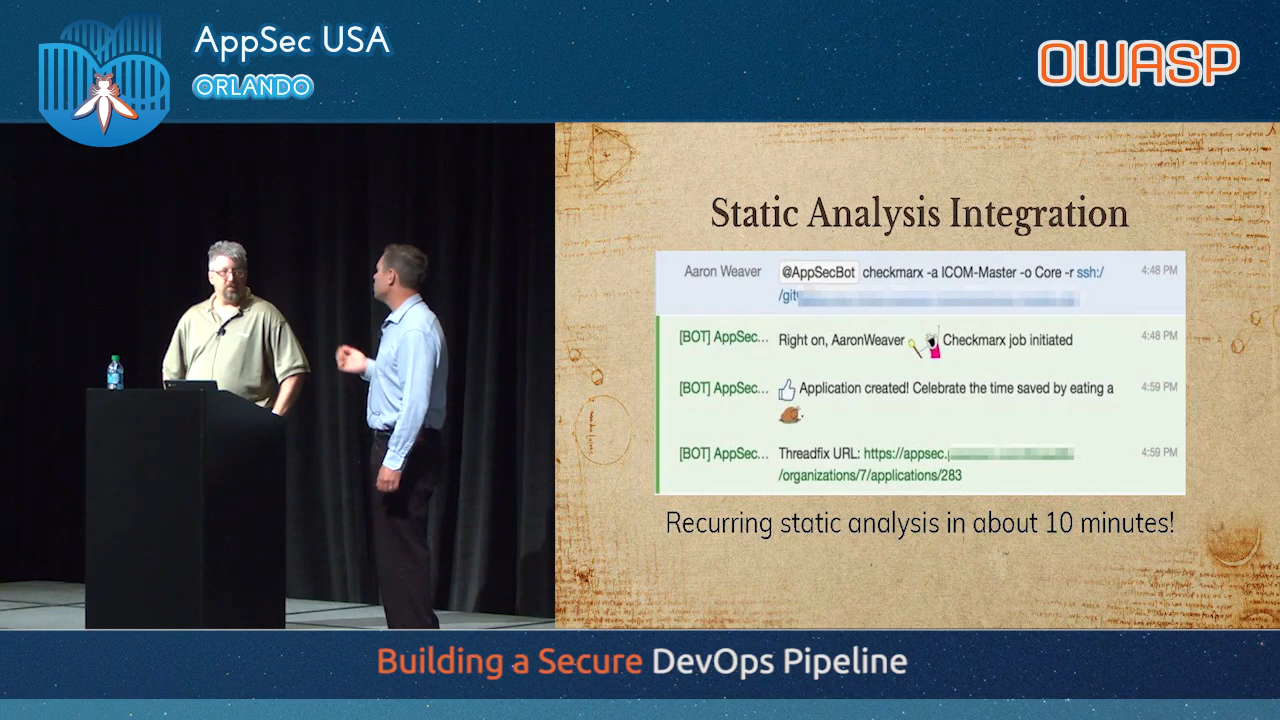 AppSec USA
ORLANDO
OWASP
Static Analysis Integration
Aaron Weaver @AppSecBot checkmarx -a ICOM-Master -o Core -r ssh:/ 4:48 PM
/git
[BOT] AppSec... Right on, AaronWeaver Checkmarx job initiated 4:48 PM
[BOT] AppSec... Application created! Celebrate the time saved by eating a 4:59 PM
[BOT] AppSec... Threadfix URL: https://appsec. 4:59 PM
/organizations/7/applications/283
Recurring static analysis in about 10 minutes!
Building a Secure DevOps Pipeline